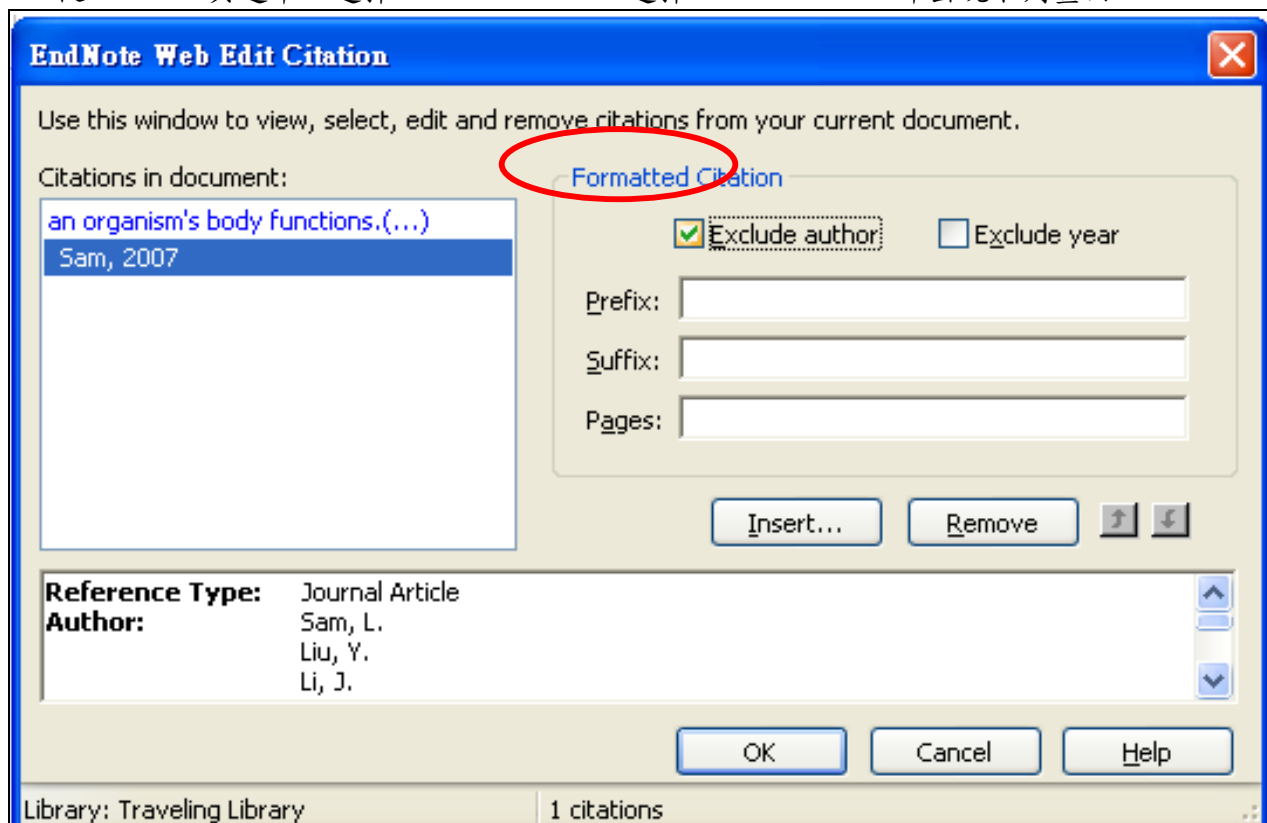 EndNote Web Edit Citation
Use this window to view, select, edit and remove citations from your current document.
Citations in document:
an organism's body functions.(...)
Sam, 2007
Formatted Citation
Exclude author
Exclude year
Prefix:
Suffix:
Pages:
Insert...
Remove
Reference Type: Journal Article
Author: Sam, L.
Liu, Y.
Li, J.
OK
Cancel
Help
Library: Traveling Library
1 citations